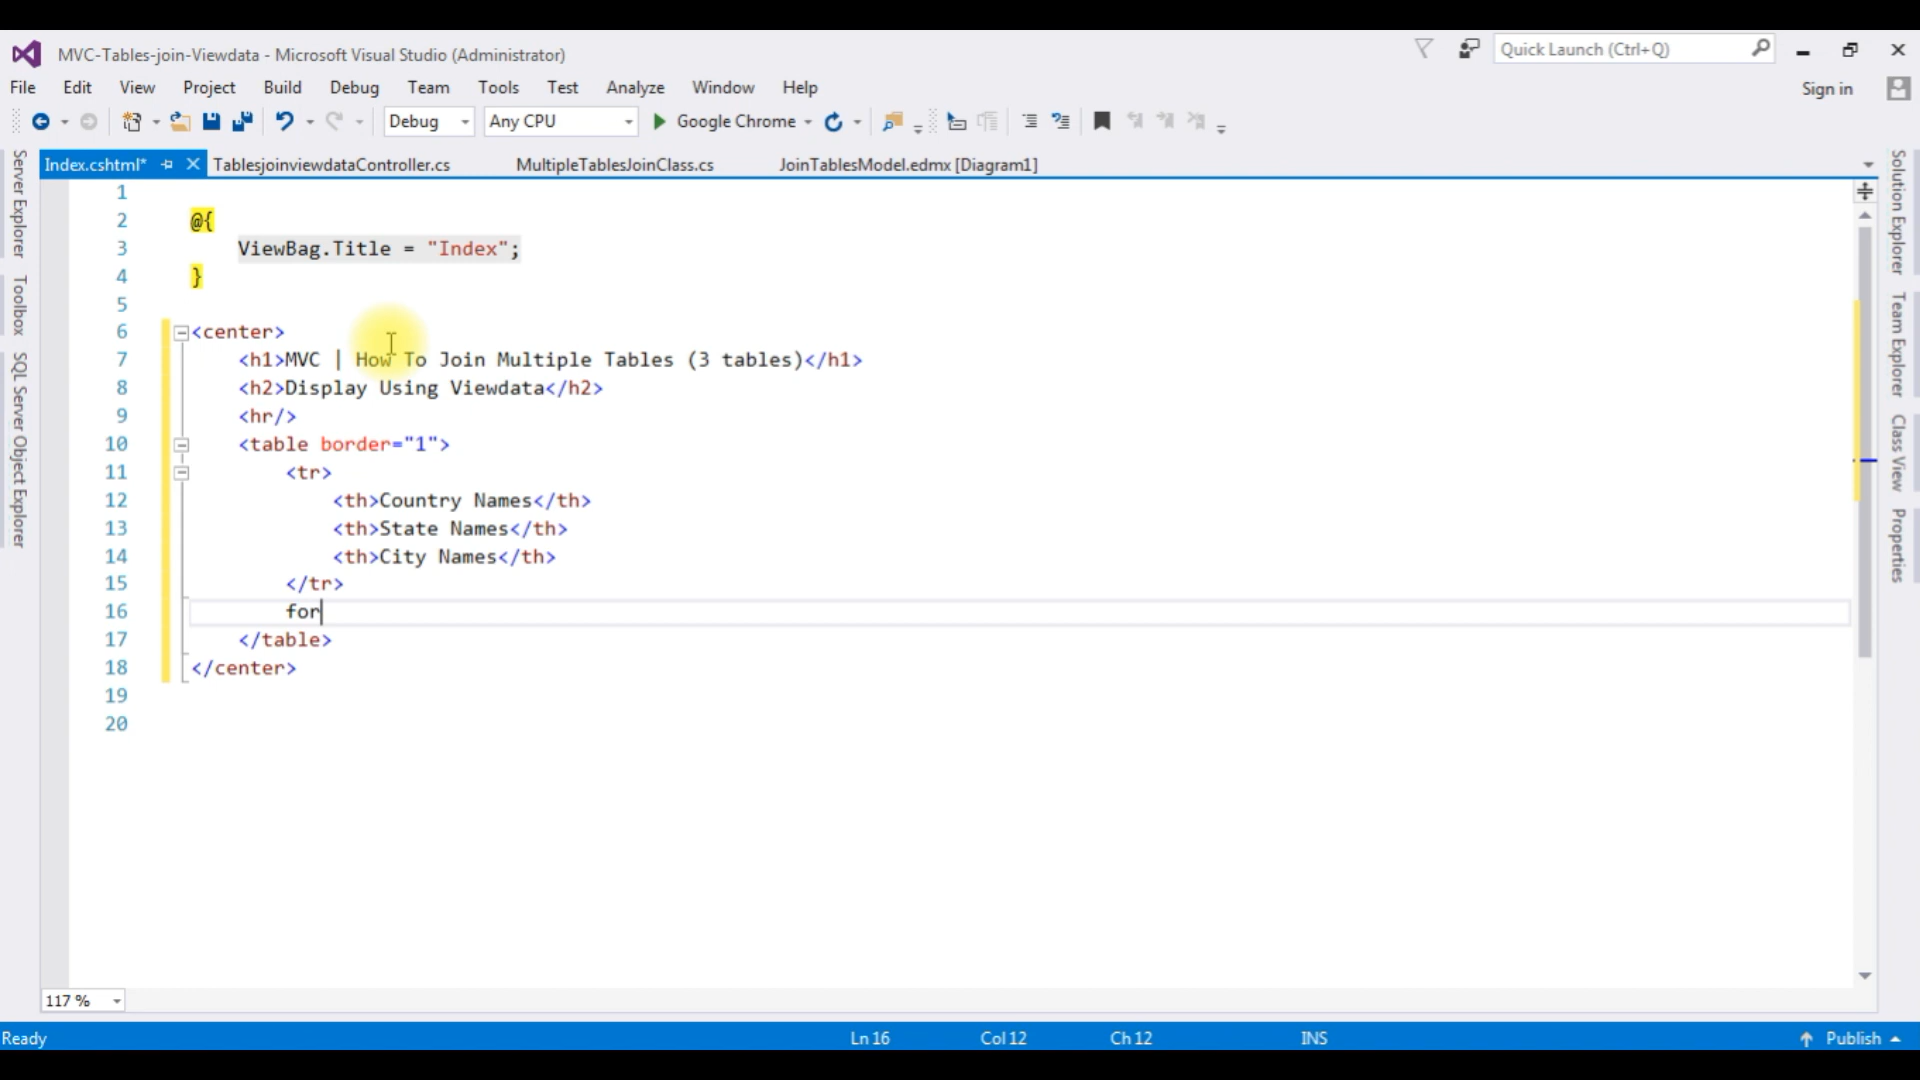 MVC-Tables-join-Viewdata - Microsoft Visual Studio (Administrator)
Quick Launch (Ctrl+Q)
File Edit View Project Build Debug Team Tools Test Analyze Window Help
Sign in
Debug Any CPU Google Chrome
Index.cshtml* TablesjoinviewdataController.cs MultipleTablesJoinClass.cs JoinTablesModel.edmx [Diagram1]
Server Explorer
Toolbox
SQL Server Object Explorer
1
2 @{
3 ViewBag.Title = "Index";
4 }
5
6 <center>
7 <h1>MVC | How To Join Multiple Tables (3 tables)</h1>
8 <h2>Display Using Viewdata</h2>
9 <hr/>
10 <table border="1">
11 <tr>
12 <th>Country Names</th>
13 <th>State Names</th>
14 <th>City Names</th>
15 </tr>
16 for
17 </table>
18 </center>
19
20
Solution Explorer
Team Explorer
Class View
Properties
117 %
Ready Ln 16 Col 12 Ch 12 INS Publish